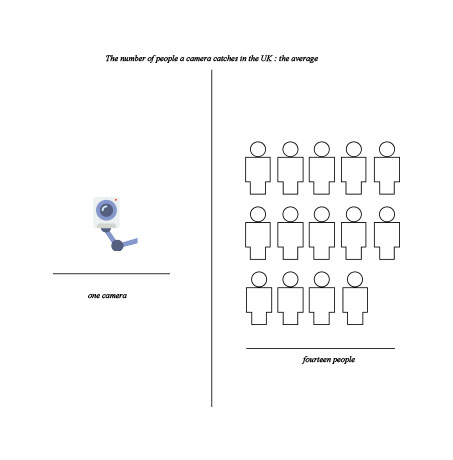 The number of people a camera catches in the UK : the average
one camera
fourteen people